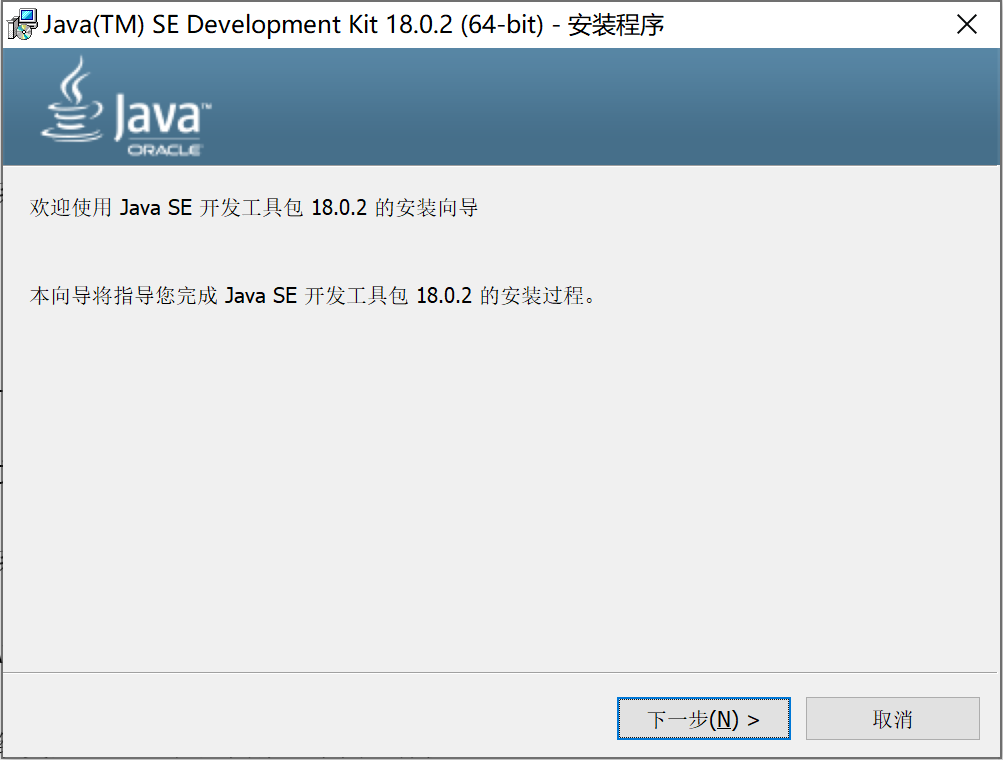 Java(TM) SE Development Kit 18.0.2 (64-bit) - 安装程序
Java™
ORACLE
欢迎使用 Java SE 开发工具包 18.0.2 的安装向导
本向导将指导您完成 Java SE 开发工具包 18.0.2 的安装过程。
下一步(N) >
取消